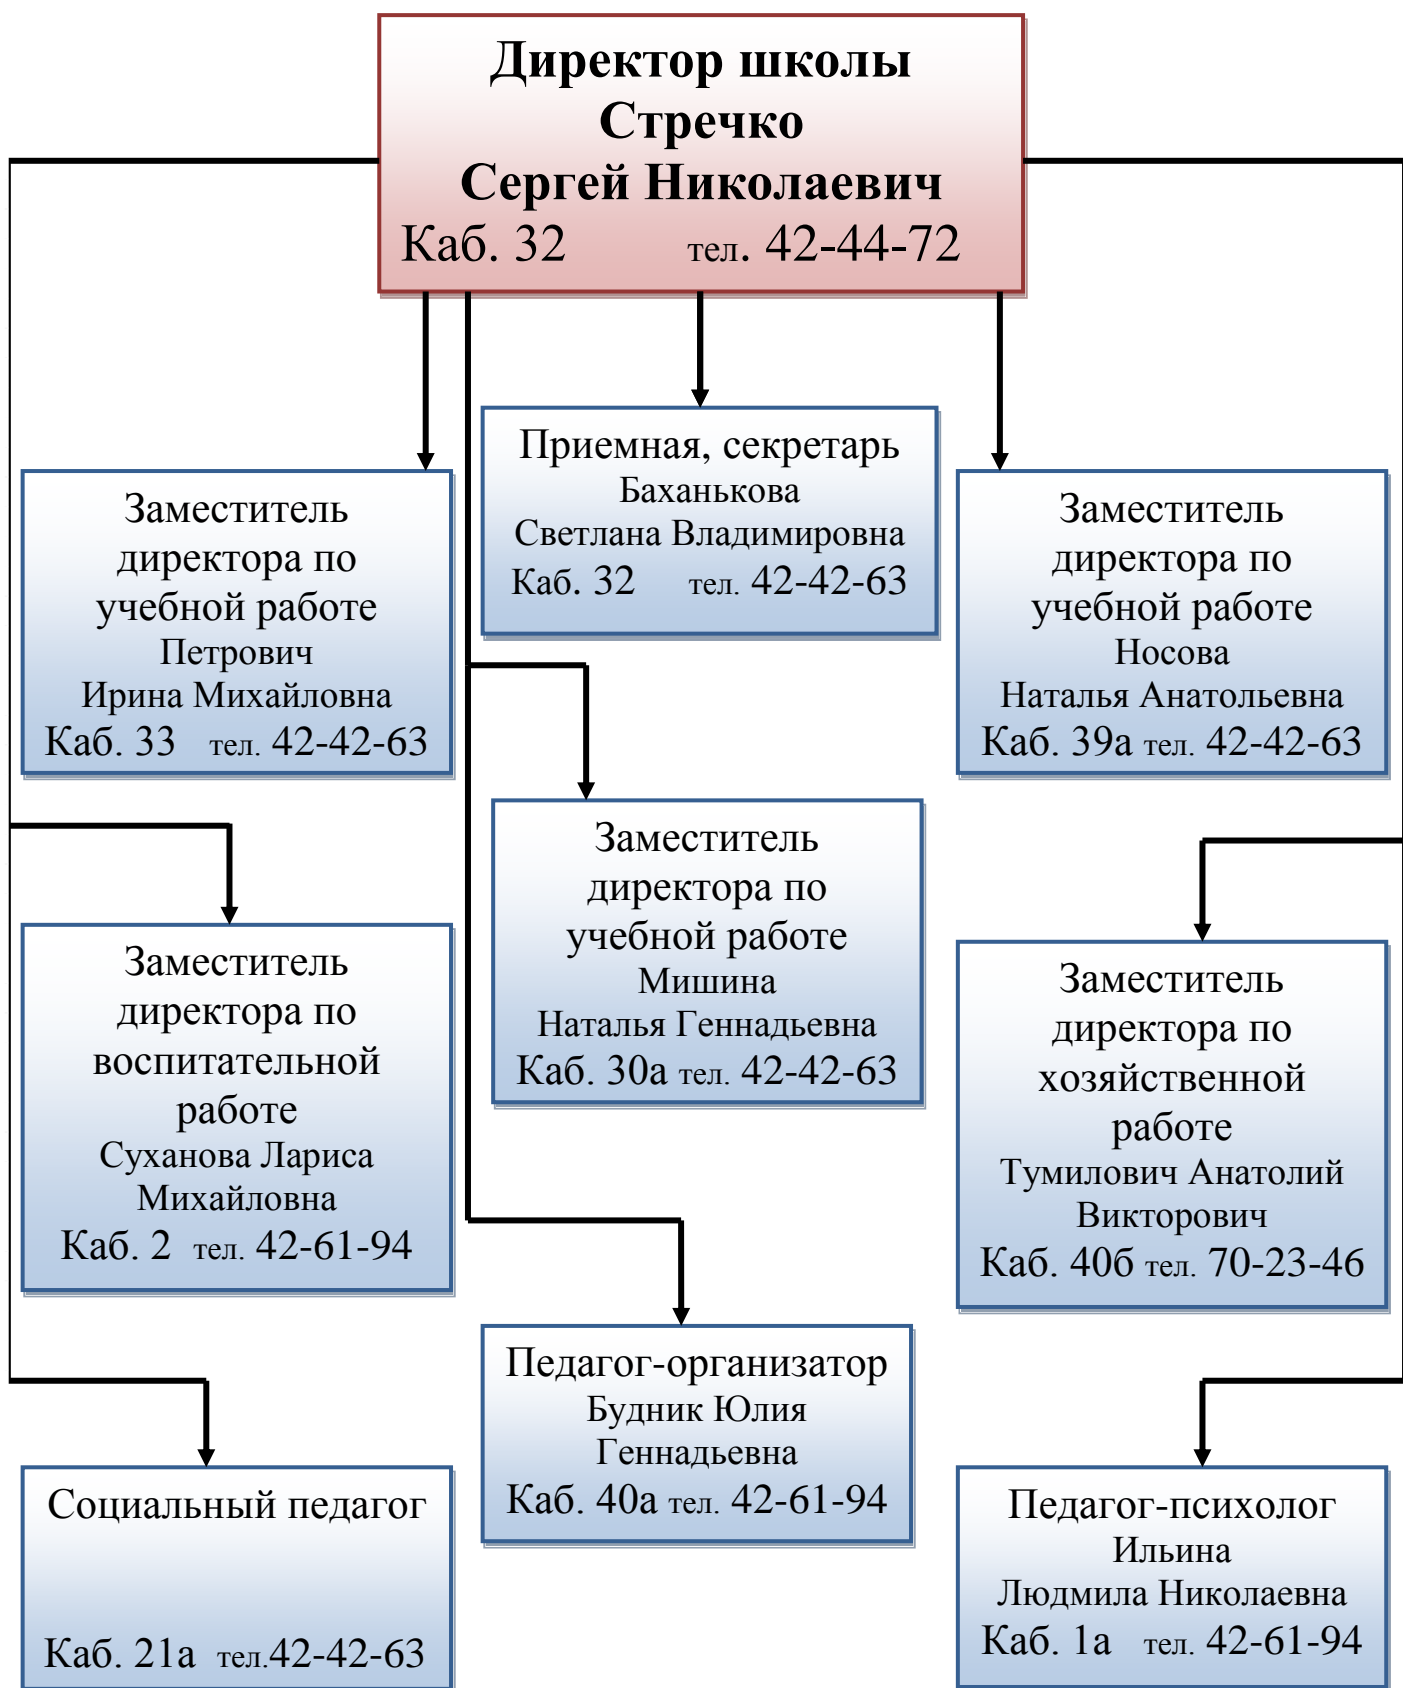 Директор школы
Стречко
Сергей Николаевич
Каб. 32 тел. 42-44-72
Приемная, секретарь
Баханькова
Светлана Владимировна
Каб. 32 тел. 42-42-63
Заместитель
директора по
учебной работе
Петрович
Ирина Михайловна
Каб. 33 тел. 42-42-63
Заместитель
директора по
учебной работе
Носова
Наталья Анатольевна
Каб. 39а тел. 42-42-63
Заместитель
директора по
учебной работе
Мишина
Наталья Геннадьевна
Каб. 30а тел. 42-42-63
Заместитель
директора по
воспитательной
работе
Суханова Лариса
Михайловна
Каб. 2 тел. 42-61-94
Заместитель
директора по
хозяйственной
работе
Тумилович Анатолий
Викторович
Каб. 40б тел. 70-23-46
Педагог-организатор
Будник Юлия
Геннадьевна
Каб. 40а тел. 42-61-94
Социальный педагог
Каб. 21а тел.42-42-63
Педагог-психолог
Ильина
Людмила Николаевна
Каб. 1а тел. 42-61-94